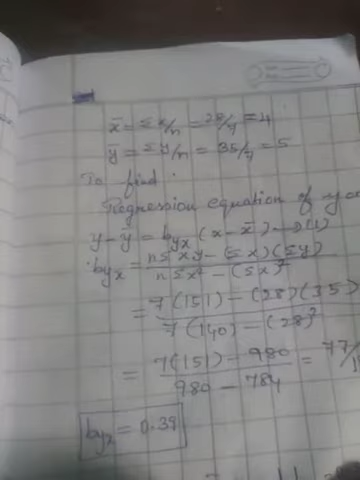 x̄ = Σx/n = 28/7 = 4
ȳ = Σy/n = 35/7 = 5
To find
Regression equation of y on
y - ȳ = byx (x - x̄) → (1)
byx = nΣxy - (Σx)(Σy) / nΣx² - (Σx)²
= 7(151) - (28)(35) / 7(140) - (28)²
= 7(151) - 980 / 980 - 784 = 77/1
byx = 0.39